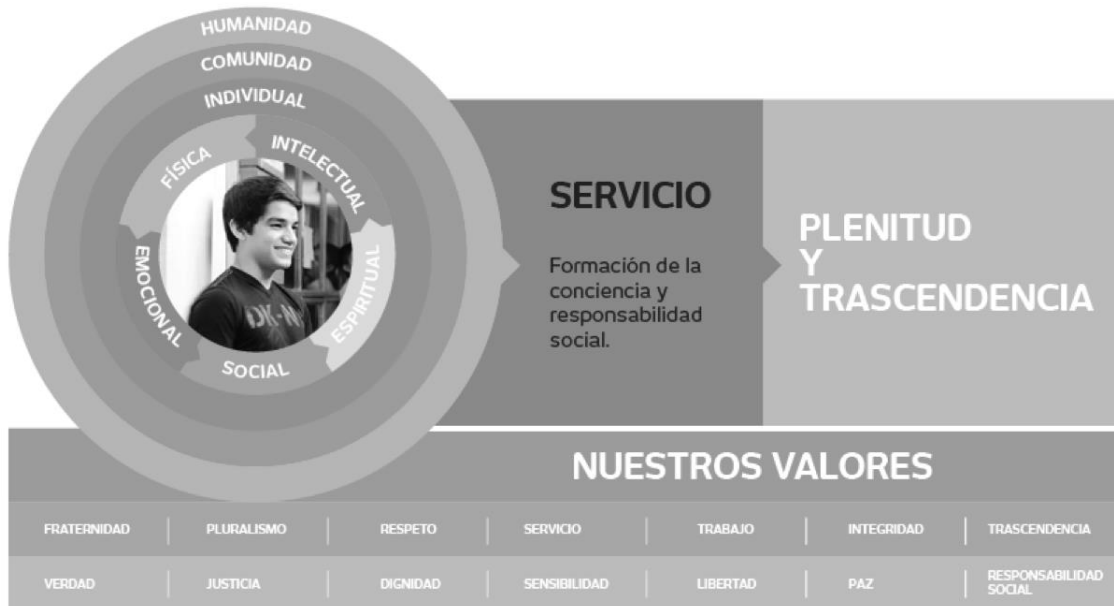 HUMANIDAD
COMUNIDAD
INDIVIDUAL
FÍSICA
INTELECTUAL
ESPIRITUAL
SOCIAL
EMOCIONAL
SERVICIO
Formación de la
conciencia y
responsabilidad
social.
PLENITUD
Y
TRASCENDENCIA
NUESTROS VALORES
FRATERNIDAD PLURALISMO RESPETO SERVICIO TRABAJO INTEGRIDAD TRASCENDENCIA
VERDAD JUSTICIA DIGNIDAD SENSIBILIDAD LIBERTAD PAZ RESPONSABILIDAD
SOCIAL